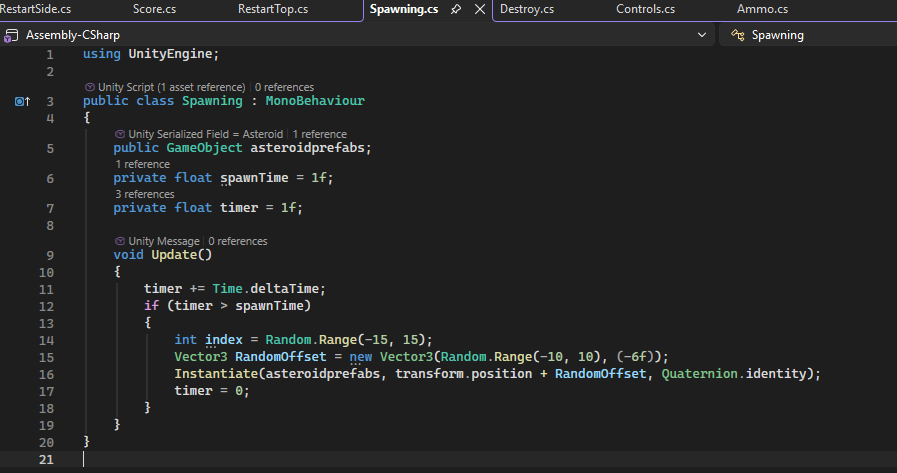 RestartSide.cs Score.cs RestartTop.cs Spawning.cs Destroy.cs Controls.cs Ammo.cs
Assembly-CSharp Spawning
1 using UnityEngine;
2
Unity Script (1 asset reference) | 0 references
3 public class Spawning : MonoBehaviour
4 {
Unity Serialized Field = Asteroid | 1 reference
5 public GameObject asteroidprefabs;
1 reference
6 private float spawnTime = 1f;
3 references
7 private float timer = 1f;
8
Unity Message | 0 references
9 void Update()
10 {
11 timer += Time.deltaTime;
12 if (timer > spawnTime)
13 {
14 int index = Random.Range(-15, 15);
15 Vector3 RandomOffset = new Vector3(Random.Range(-10, 10), (-6f));
16 Instantiate(asteroidprefabs, transform.position + RandomOffset, Quaternion.identity);
17 timer = 0;
18 }
19 }
20 }
21